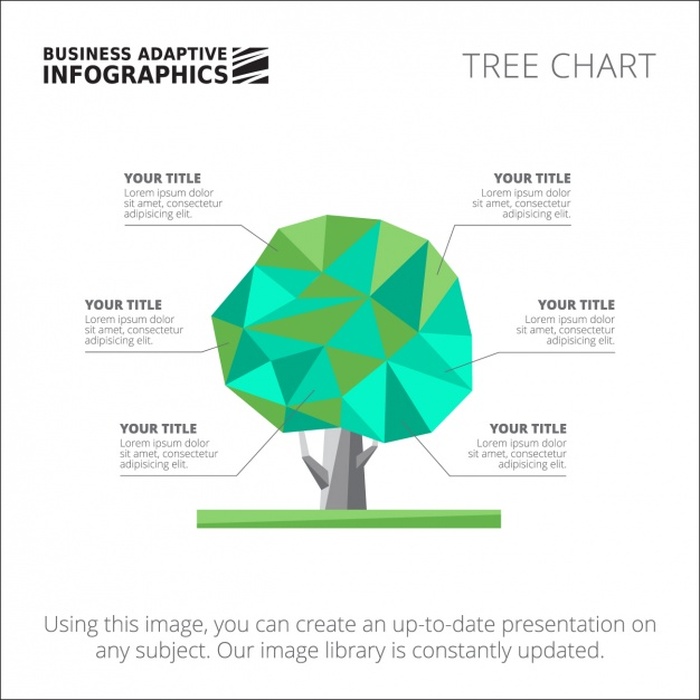 BUSINESS ADAPTIVE
INFOGRAPHICS
TREE CHART
YOUR TITLE
Lorem ipsum dolor
sit amet, consectetur
adipisicing elit.
YOUR TITLE
Lorem ipsum dolor
sit amet, consectetur
adipisicing elit.
YOUR TITLE
Lorem ipsum dolor
sit amet, consectetur
adipisicing elit.
YOUR TITLE
Lorem ipsum dolor
sit amet, consectetur
adipisicing elit.
YOUR TITLE
Lorem ipsum dolor
sit amet, consectetur
adipisicing elit.
YOUR TITLE
Lorem ipsum dolor
sit amet, consectetur
adipisicing elit.
Using this image, you can create an up-to-date presentation on
any subject. Our image library is constantly updated.